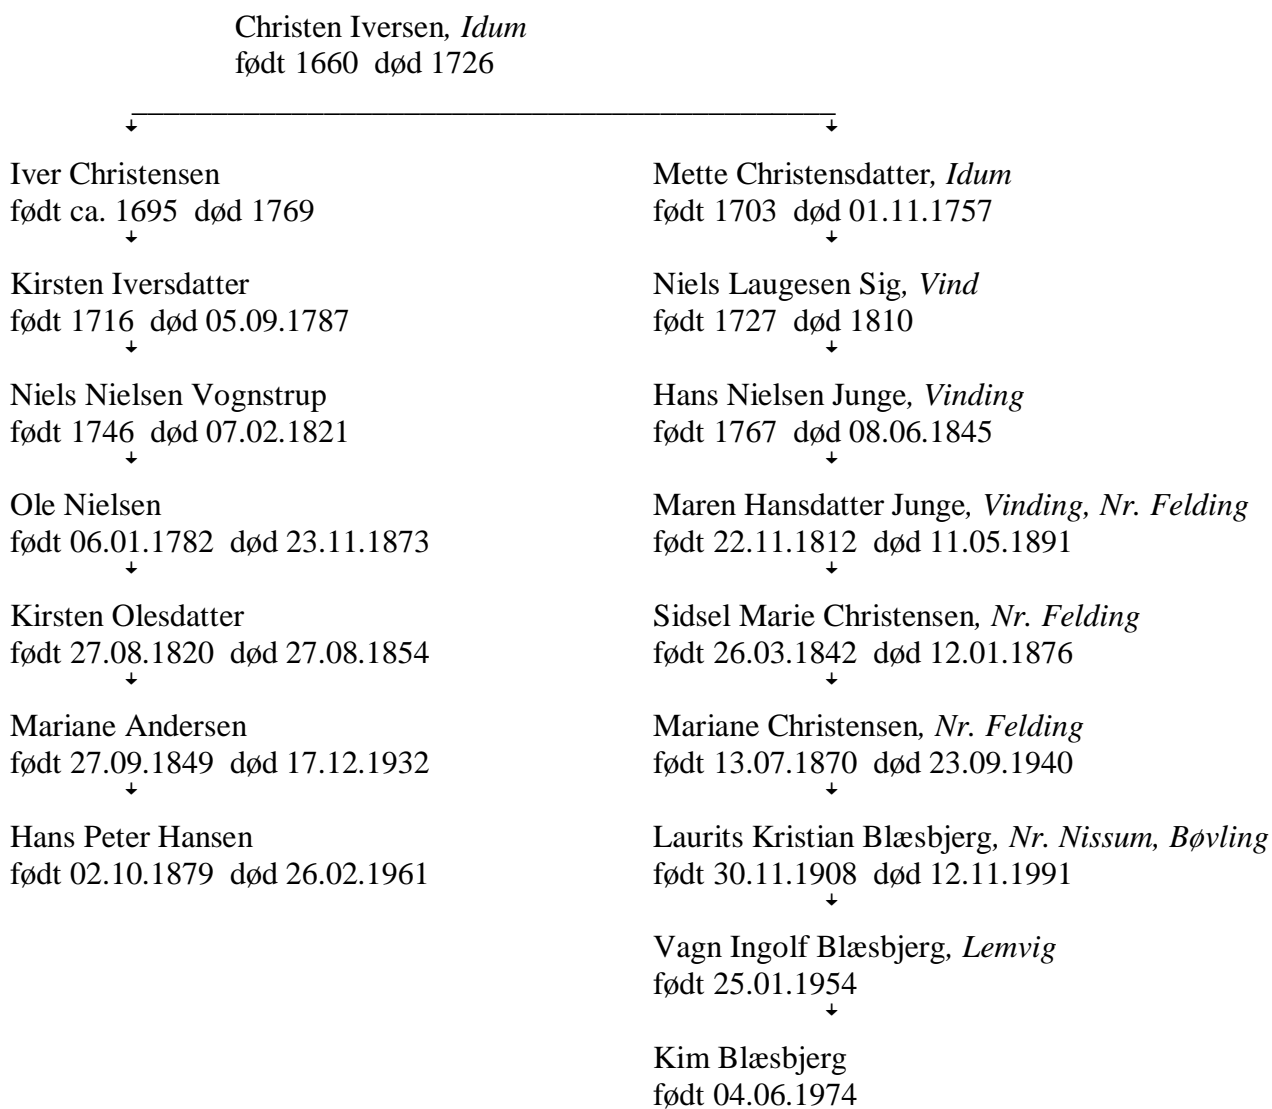 Christen Iversen, Idum
født 1660 død 1726
Iver Christensen
født ca. 1695 død 1769
Kirsten Iversdatter
født 1716 død 05.09.1787
Niels Nielsen Vognstrup
født 1746 død 07.02.1821
Ole Nielsen
født 06.01.1782 død 23.11.1873
Kirsten Olesdatter
født 27.08.1820 død 27.08.1854
Mariane Andersen
født 27.09.1849 død 17.12.1932
Hans Peter Hansen
født 02.10.1879 død 26.02.1961
Mette Christensdatter, Idum
født 1703 død 01.11.1757
Niels Laugesen Sig, Vind
født 1727 død 1810
Hans Nielsen Junge, Vinding
født 1767 død 08.06.1845
Maren Hansdatter Junge, Vinding, Nr. Felding
født 22.11.1812 død 11.05.1891
Sidsel Marie Christensen, Nr. Felding
født 26.03.1842 død 12.01.1876
Mariane Christensen, Nr. Felding
født 13.07.1870 død 23.09.1940
Laurits Kristian Blæsbjerg, Nr. Nissum, Bøvling
født 30.11.1908 død 12.11.1991
Vagn Ingolf Blæsbjerg, Lemvig
født 25.01.1954
Kim Blæsbjerg
født 04.06.1974